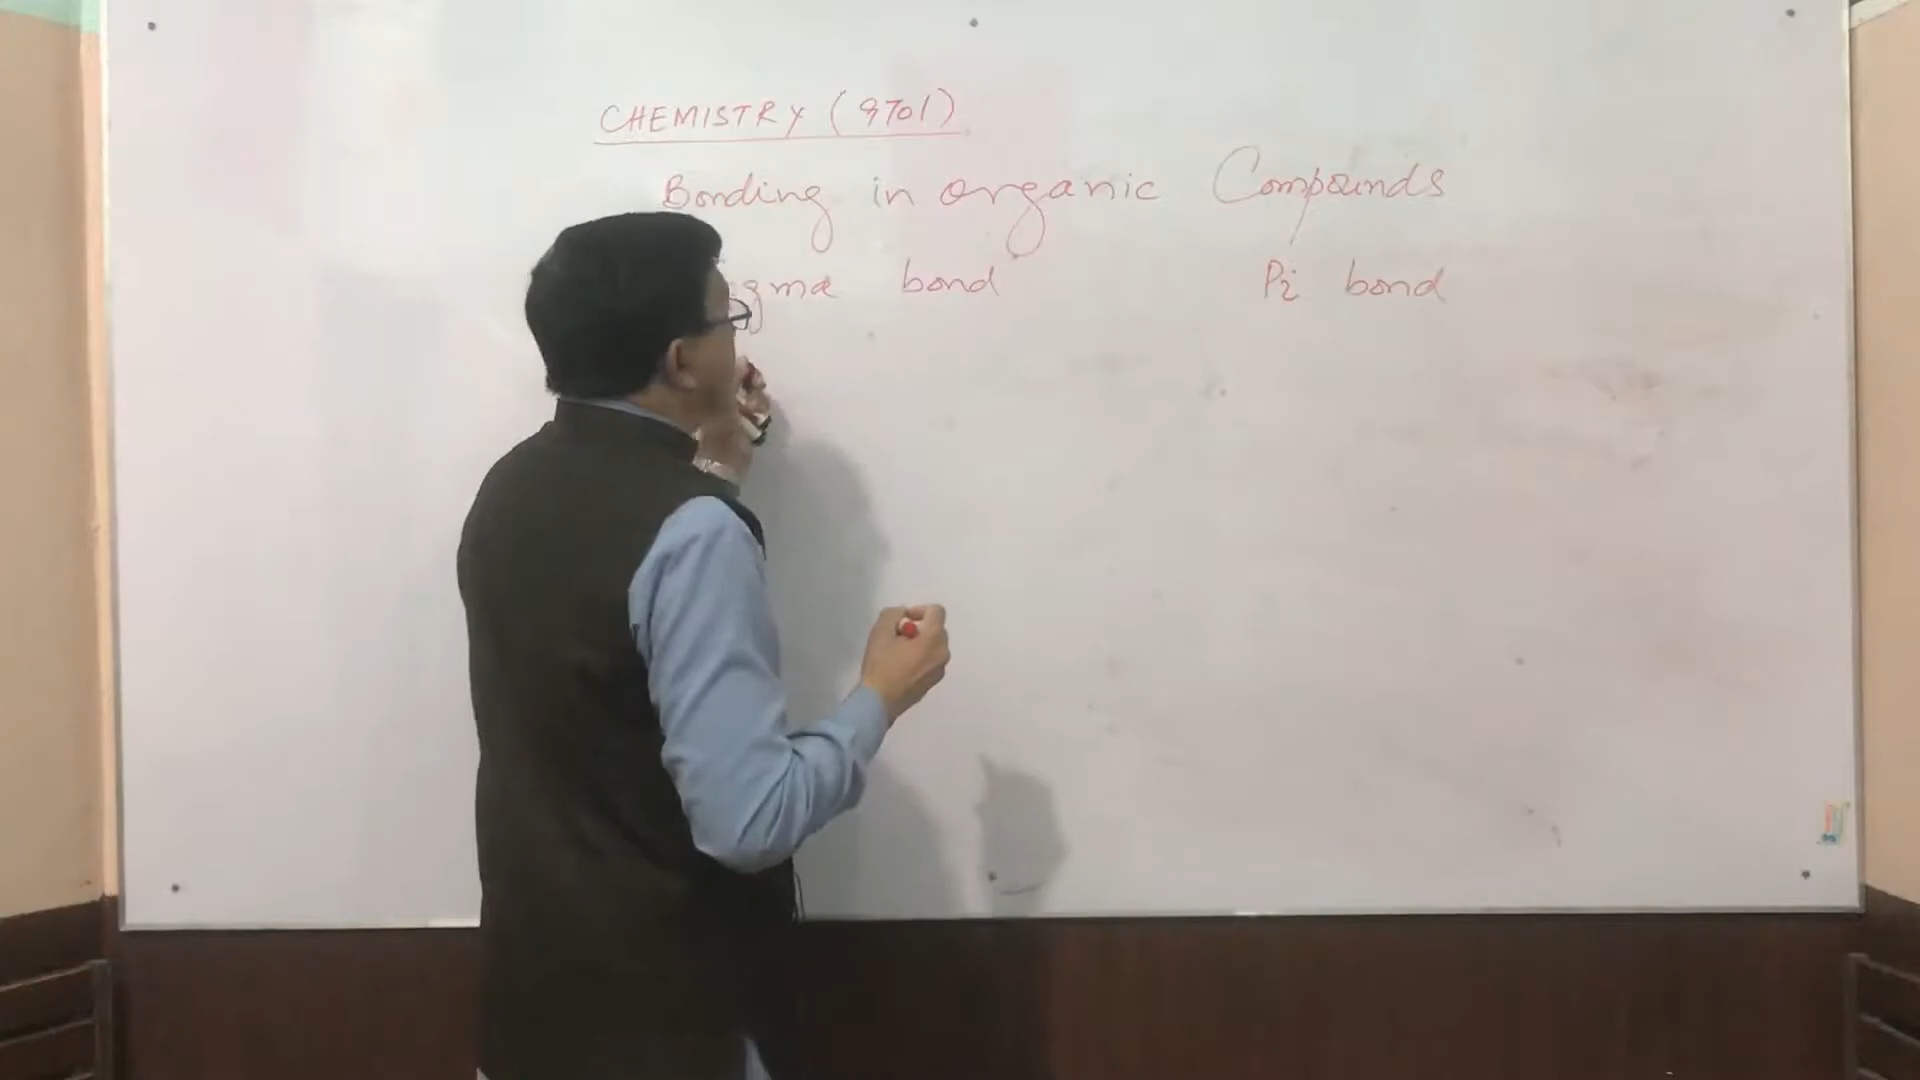 CHEMISTRY (9701)
Bonding in organic Compounds
gma bond Pi bond